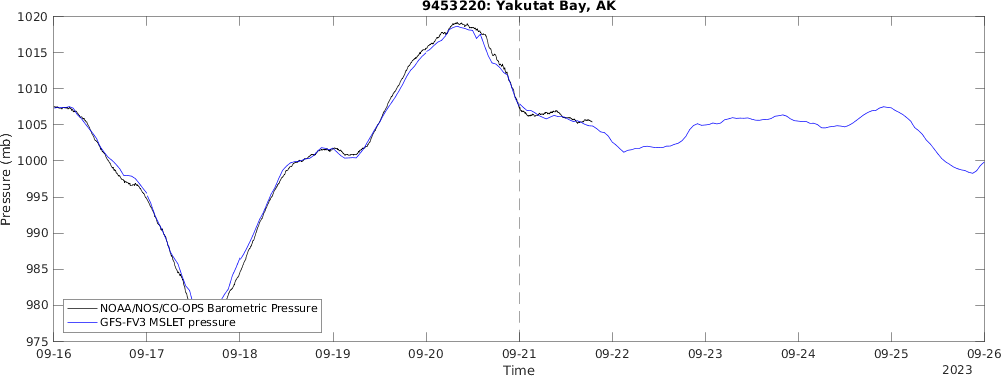 9453220: Yakutat Bay, AK
Pressure (mb)
1020
1015
1010
1005
1000
995
990
985
980
975
NOAA/NOS/CO-OPS Barometric Pressure
GFS-FV3 MSLET pressure
09-16 09-17 09-18 09-19 09-20 09-21 09-22 09-23 09-24 09-25 09-26
Time
2023